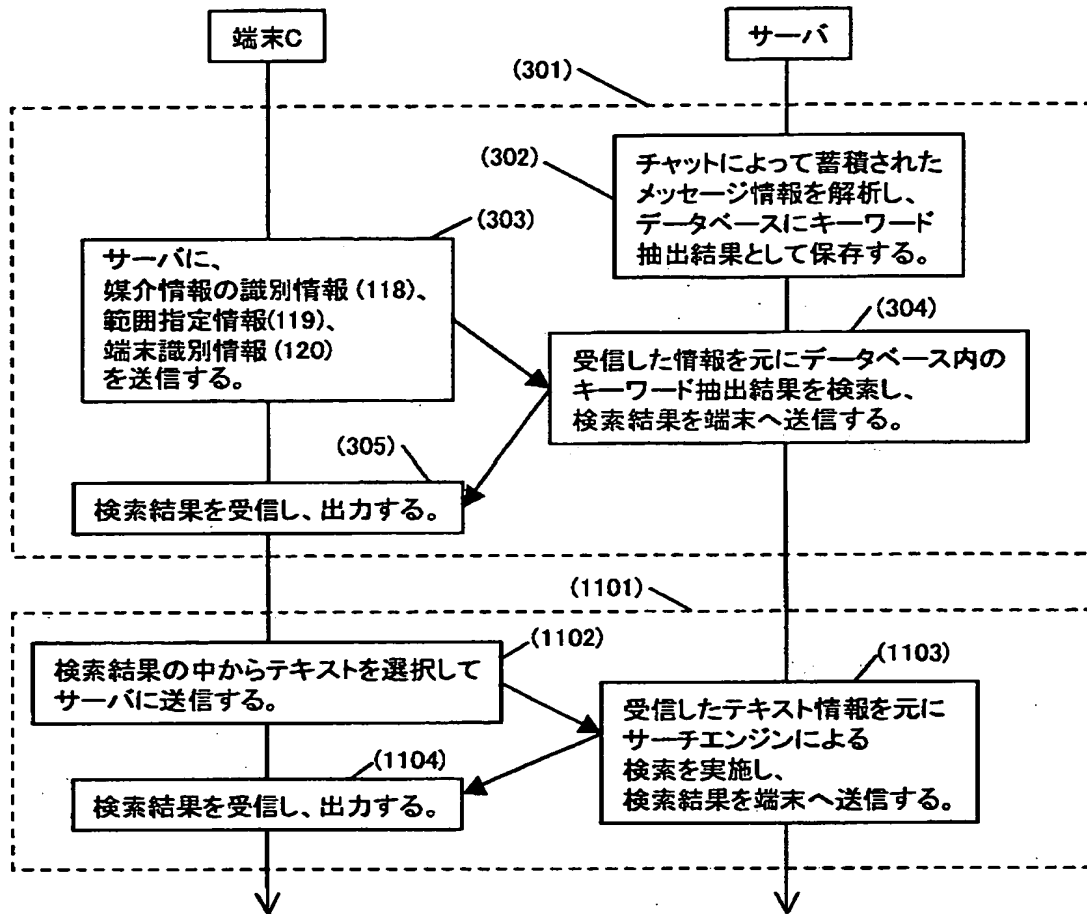 端末C
サーバ
(301)
(302)
チャットによって蓄積された
メッセージ情報を解析し、
データベースにキーワード
抽出結果として保存する。
(303)
サーバに、
媒介情報の識別情報(118)、
範囲指定情報(119)、
端末識別情報(120)
を送信する。
(304)
受信した情報を元にデータベース内の
キーワード抽出結果を検索し、
検索結果を端末へ送信する。
(305)
検索結果を受信し、出力する。
(1101)
(1102)
検索結果の中からテキストを選択して
サーバに送信する。
(1103)
受信したテキスト情報を元に
サーチエンジンによる
検索を実施し、
検索結果を端末へ送信する。
(1104)
検索結果を受信し、出力する。